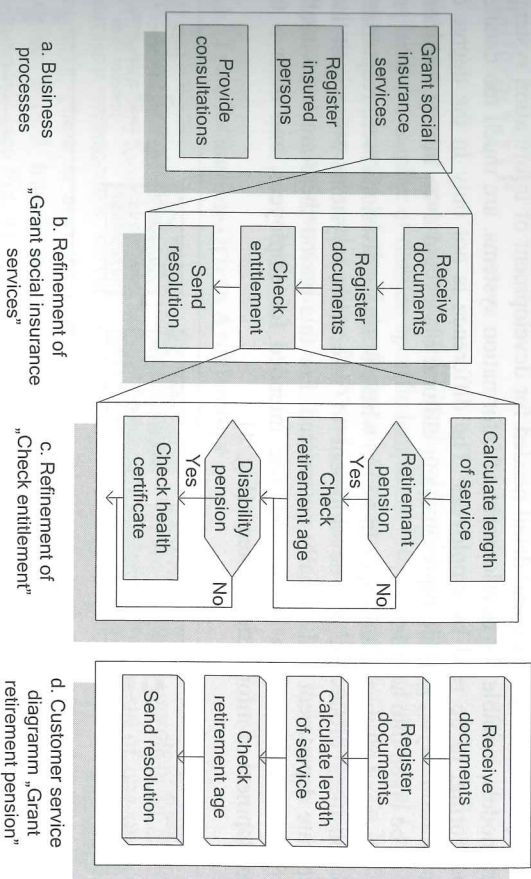 Grant social
insurance
services
Register
insured
persons
Provide
consultations
a. Business
processes
Receive
documents
Register
documents
Check
entitlement
Send
resolution
b. Refinement of
„Grant social insurance
services”
Calculate length
of service
Retiremant
pension
Yes
No
Check
retirement age
Disability
pension
Yes
No
Check health
certificate
c. Refinement of
„Check entitlement”
Receive
documents
Register
documents
Calculate length
of service
Check
retirement age
Send resolution
d. Customer service
diagramm „Grant
retirement pension”